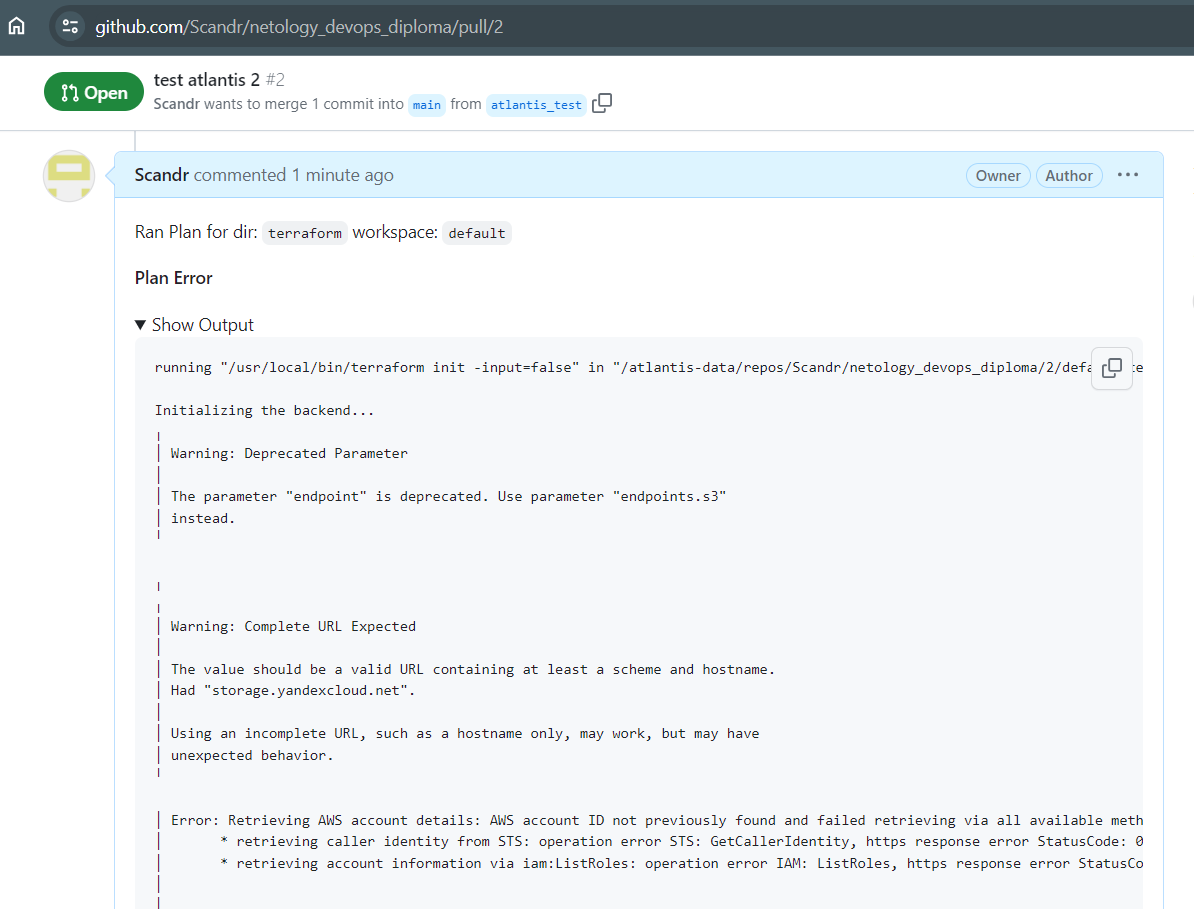 github.com/Scandr/netology_devops_diploma/pull/2
Open
test atlantis 2 #2
Scandr wants to merge 1 commit into main from atlantis_test
Scandr commented 1 minute ago
Owner
Author
Ran Plan for dir: terraform workspace: default
Plan Error
Show Output
running "/usr/local/bin/terraform init -input=false" in "/atlantis-data/repos/Scandr/netology_devops_diploma/2/defa
Initializing the backend...
Warning: Deprecated Parameter
The parameter "endpoint" is deprecated. Use parameter "endpoints.s3"
instead.
Warning: Complete URL Expected
The value should be a valid URL containing at least a scheme and hostname.
Had "storage.yandexcloud.net".
Using an incomplete URL, such as a hostname only, may work, but may have
unexpected behavior.
Error: Retrieving AWS account details: AWS account ID not previously found and failed retrieving via all available meth
* retrieving caller identity from STS: operation error STS: GetCallerIdentity, https response error StatusCode: 0
* retrieving account information via iam:ListRoles: operation error IAM: ListRoles, https response error StatusCo